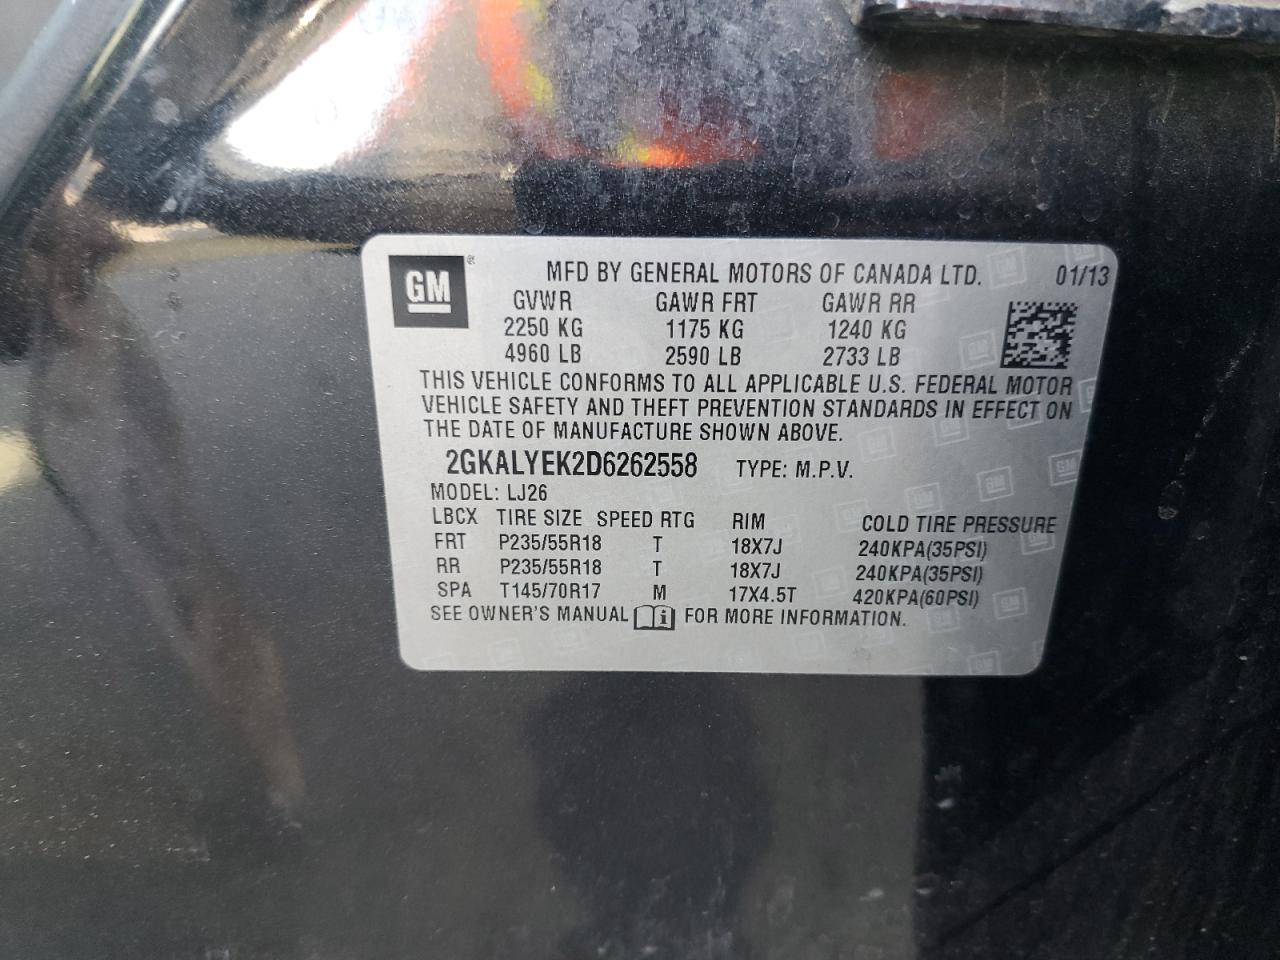 GM ® MFD BY GENERAL MOTORS OF CANADA LTD. 01/13
GVWR GAWR FRT GAWR RR
2250 KG 1175 KG 1240 KG
4960 LB 2590 LB 2733 LB
THIS VEHICLE CONFORMS TO ALL APPLICABLE U.S. FEDERAL MOTOR
VEHICLE SAFETY AND THEFT PREVENTION STANDARDS IN EFFECT ON
THE DATE OF MANUFACTURE SHOWN ABOVE.
2GKALYEK2D6262558 TYPE: M.P.V.
MODEL: LJ26
LBCX TIRE SIZE SPEED RTG RIM COLD TIRE PRESSURE
FRT P235/55R18 T 18X7J 240KPA(35PSI)
RR P235/55R18 T 18X7J 240KPA(35PSI)
SPA T145/70R17 M 17X4.5T 420KPA(60PSI)
SEE OWNER'S MANUAL FOR MORE INFORMATION.